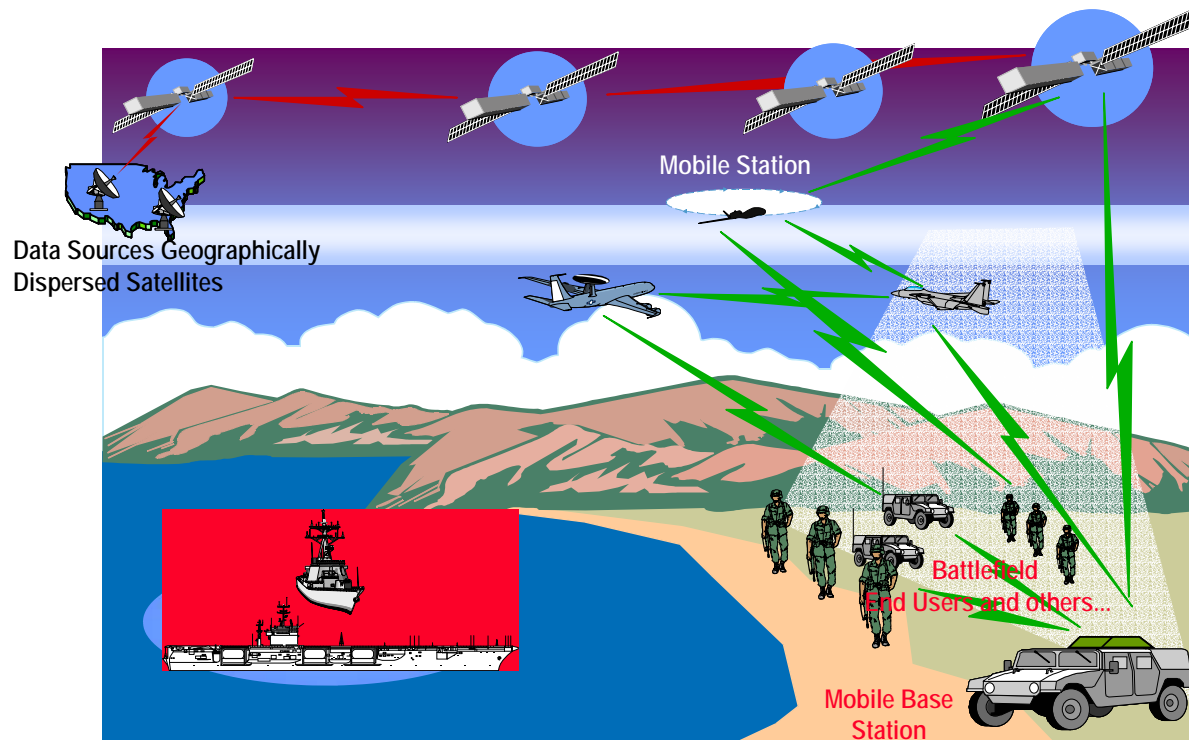 Mobile Station
Data Sources Geographically
Dispersed Satellites
Battlefield
End Users and others...
Mobile Base
Station